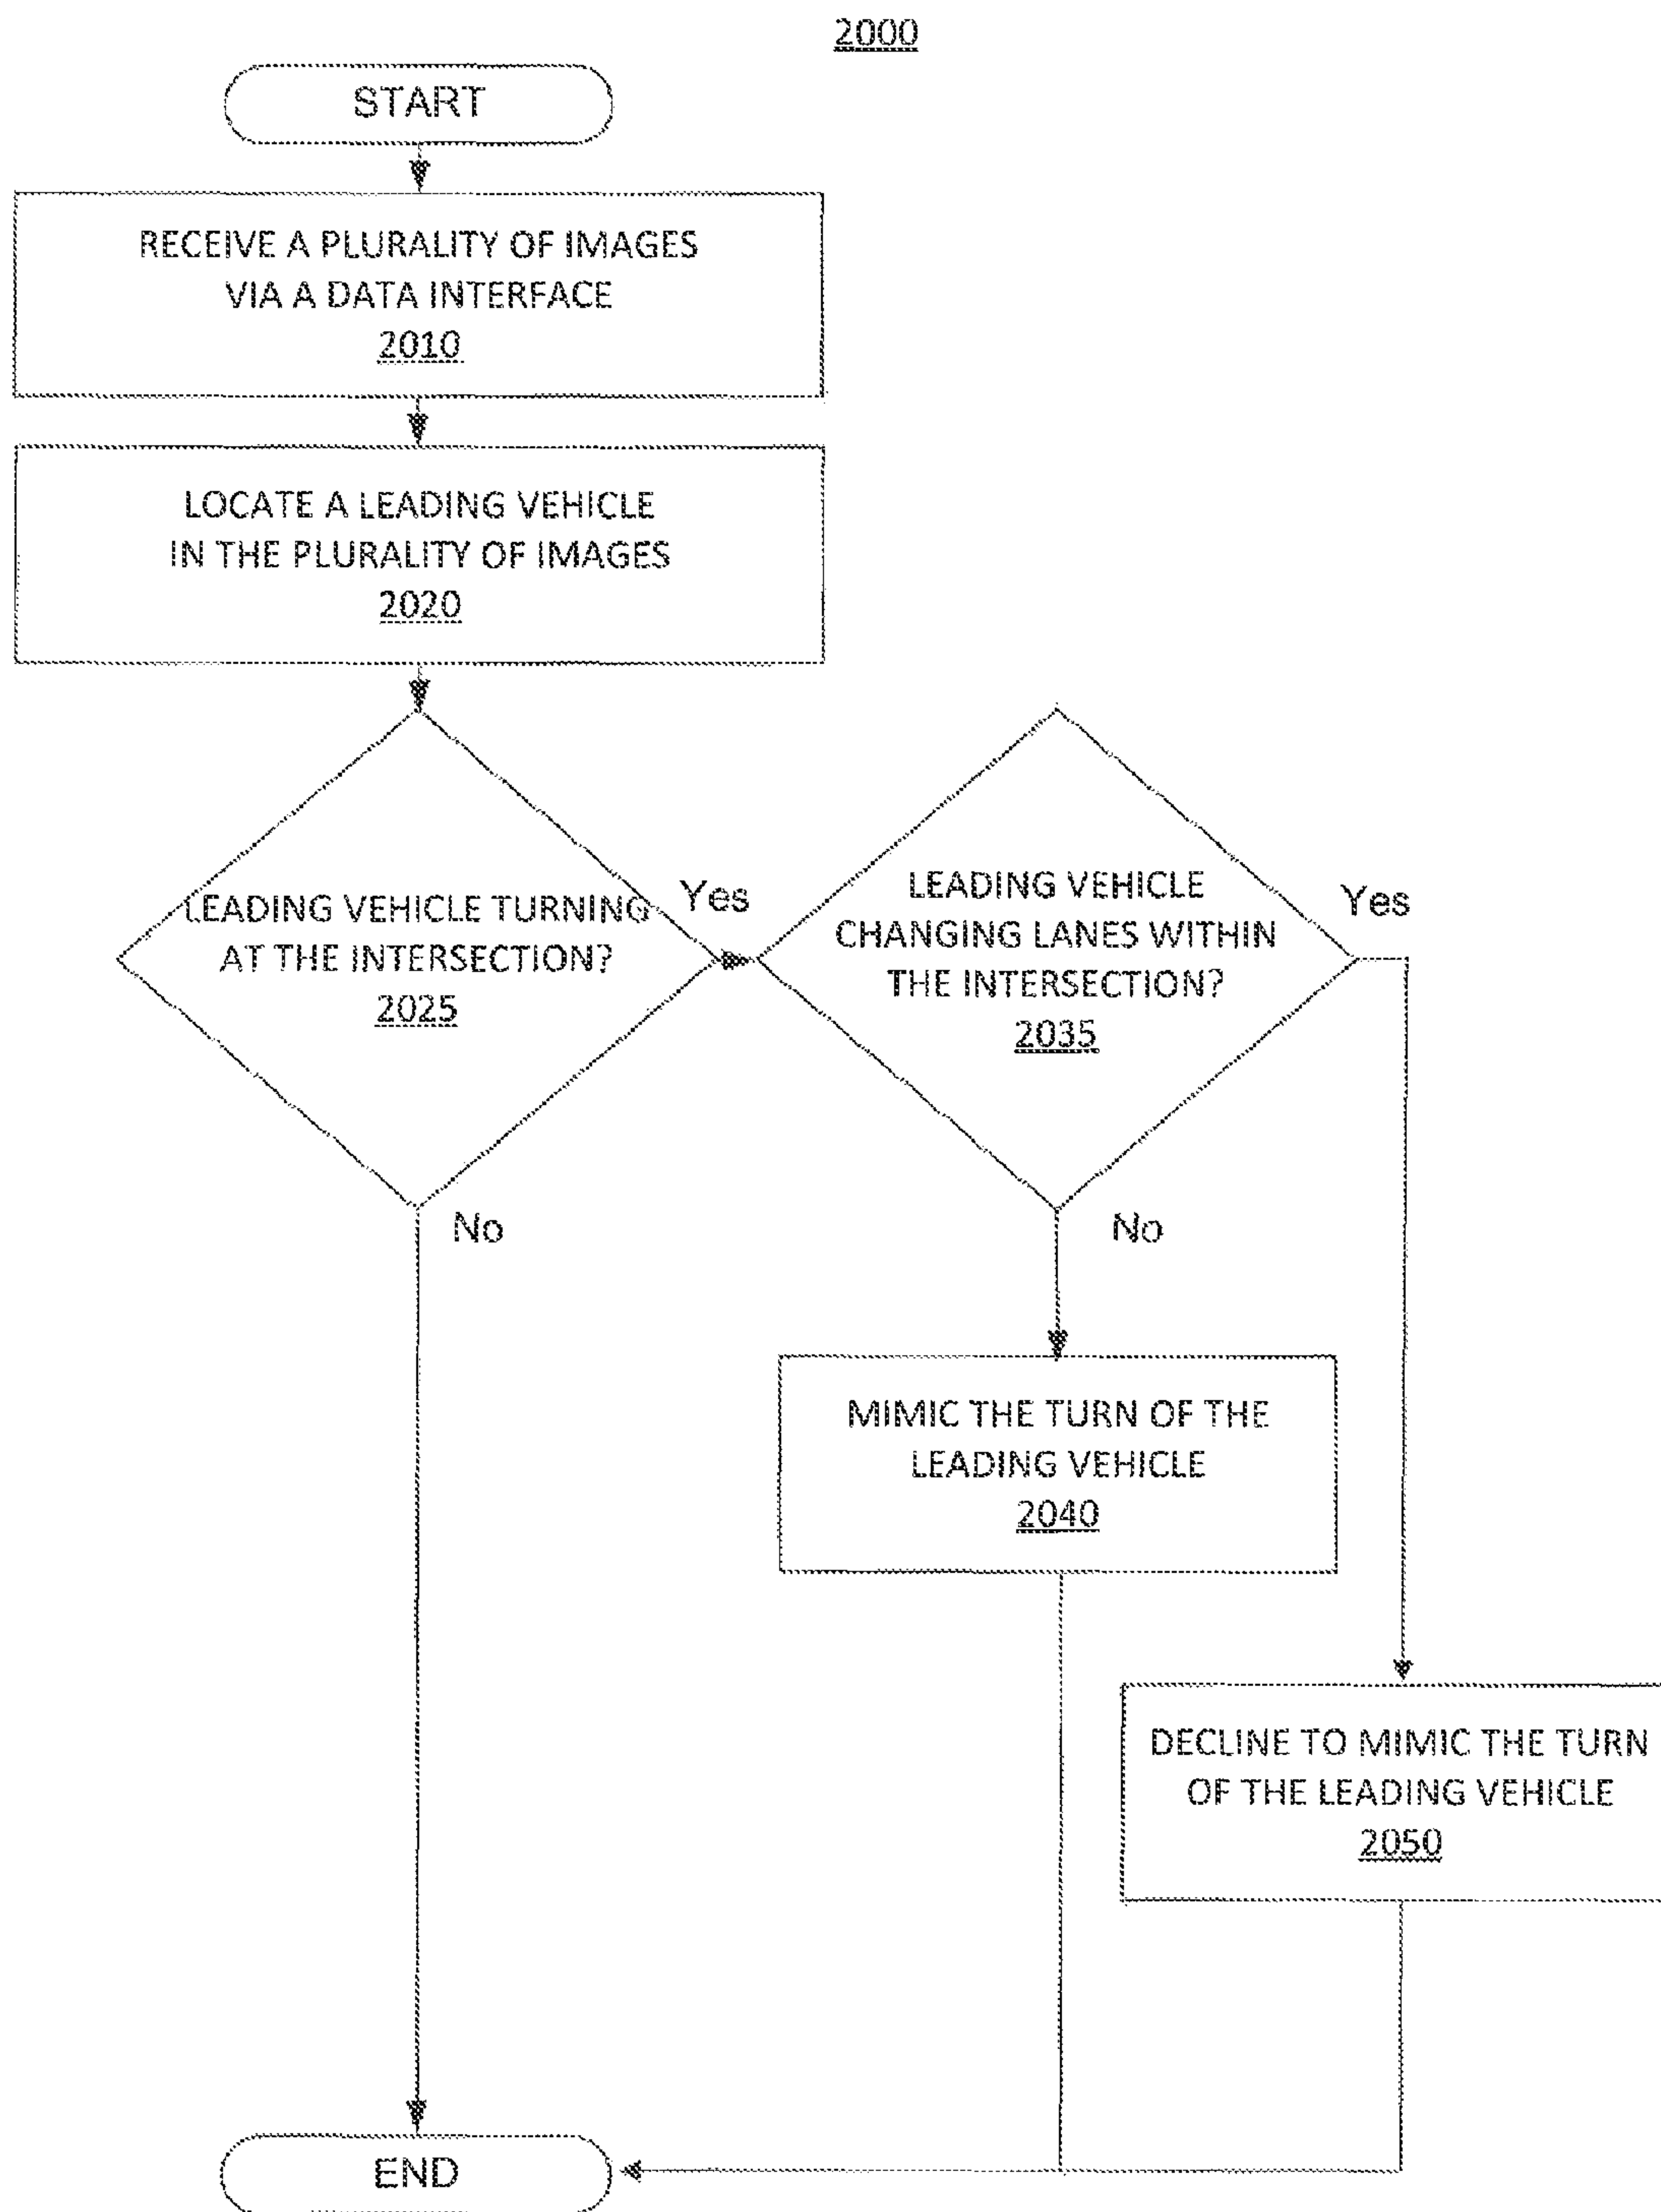 2000
START
RECEIVE A PLURALITY OF IMAGES
VIA A DATA INTERFACE
2010
LOCATE A LEADING VEHICLE
IN THE PLURALITY OF IMAGES
2020
LEADING VEHICLE TURNING
AT THE INTERSECTION?
2025
Yes
LEADING VEHICLE
CHANGING LANES WITHIN
THE INTERSECTION?
2035
Yes
No
No
MIMIC THE TURN OF THE
LEADING VEHICLE
2040
DECLINE TO MIMIC THE TURN
OF THE LEADING VEHICLE
2050
END